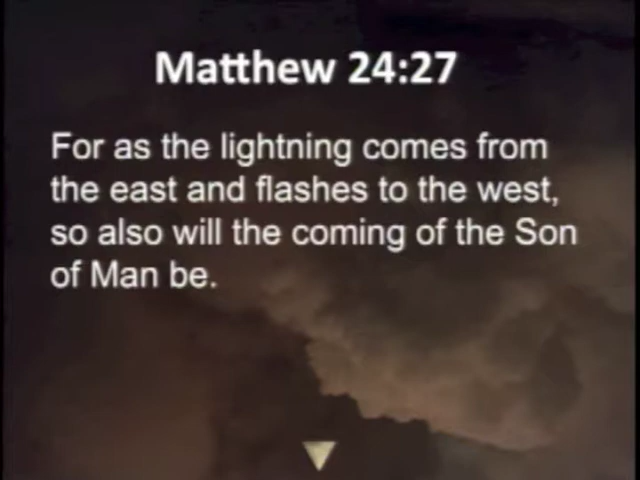 Matthew 24:27
For as the lightning comes from
the east and flashes to the west,
so also will the coming of the Son
of Man be.